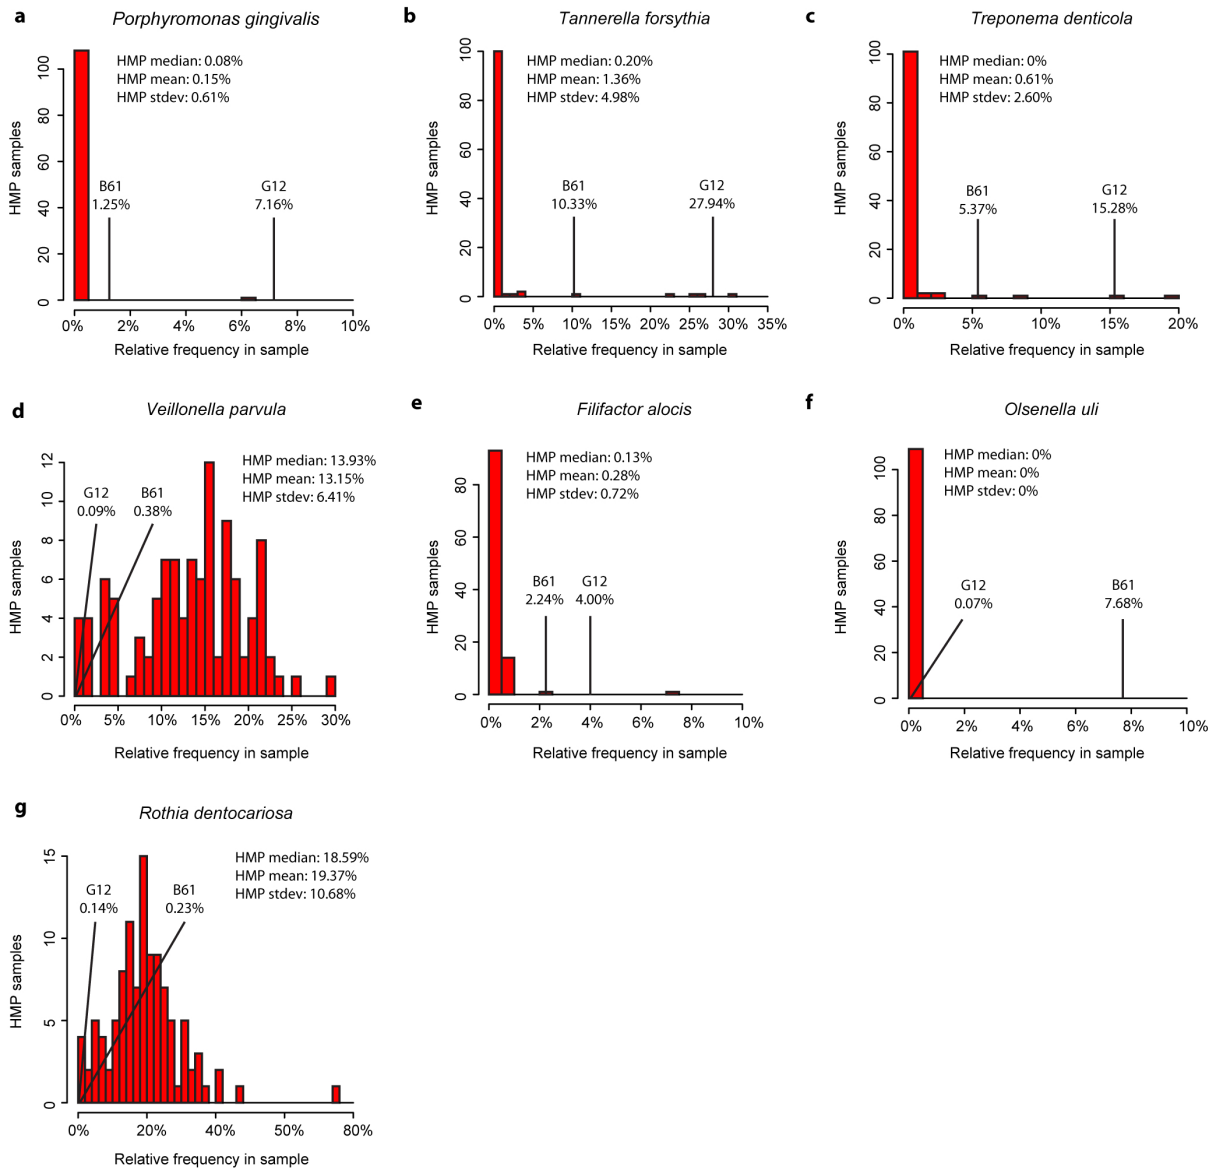 a
Porphyromonas gingivalis
HMP median: 0.08%
HMP mean: 0.15%
HMP stdev: 0.61%
B61
1.25%
G12
7.16%
HMP samples
100
80
60
40
20
0
0% 2% 4% 6% 8% 10%
Relative frequency in sample
b
Tannerella forsythia
HMP median: 0.20%
HMP mean: 1.36%
HMP stdev: 4.98%
B61
10.33%
G12
27.94%
HMP samples
100
80
60
40
20
0
0% 5% 10% 15% 20% 25% 30% 35%
Relative frequency in sample
c
Treponema denticola
HMP median: 0%
HMP mean: 0.61%
HMP stdev: 2.60%
B61
5.37%
G12
15.28%
HMP samples
100
80
60
40
20
0
0% 5% 10% 15% 20%
Relative frequency in sample
d
Veillonella parvula
HMP median: 13.93%
HMP mean: 13.15%
HMP stdev: 6.41%
G12
0.09%
B61
0.38%
HMP samples
12
10
8
6
4
2
0
0% 5% 10% 15% 20% 25% 30%
Relative frequency in sample
e
Filifactor alocis
HMP median: 0.13%
HMP mean: 0.28%
HMP stdev: 0.72%
B61
2.24%
G12
4.00%
HMP samples
80
60
40
20
0
0% 2% 4% 6% 8% 10%
Relative frequency in sample
f
Olsenella uli
HMP median: 0%
HMP mean: 0%
HMP stdev: 0%
G12
0.07%
B61
7.68%
HMP samples
100
80
60
40
20
0
0% 2% 4% 6% 8% 10%
Relative frequency in sample
g
Rothia dentocariosa
HMP median: 18.59%
HMP mean: 19.37%
HMP stdev: 10.68%
G12
0.14%
B61
0.23%
HMP samples
15
10
5
0
0% 20% 40% 60% 80%
Relative frequency in sample